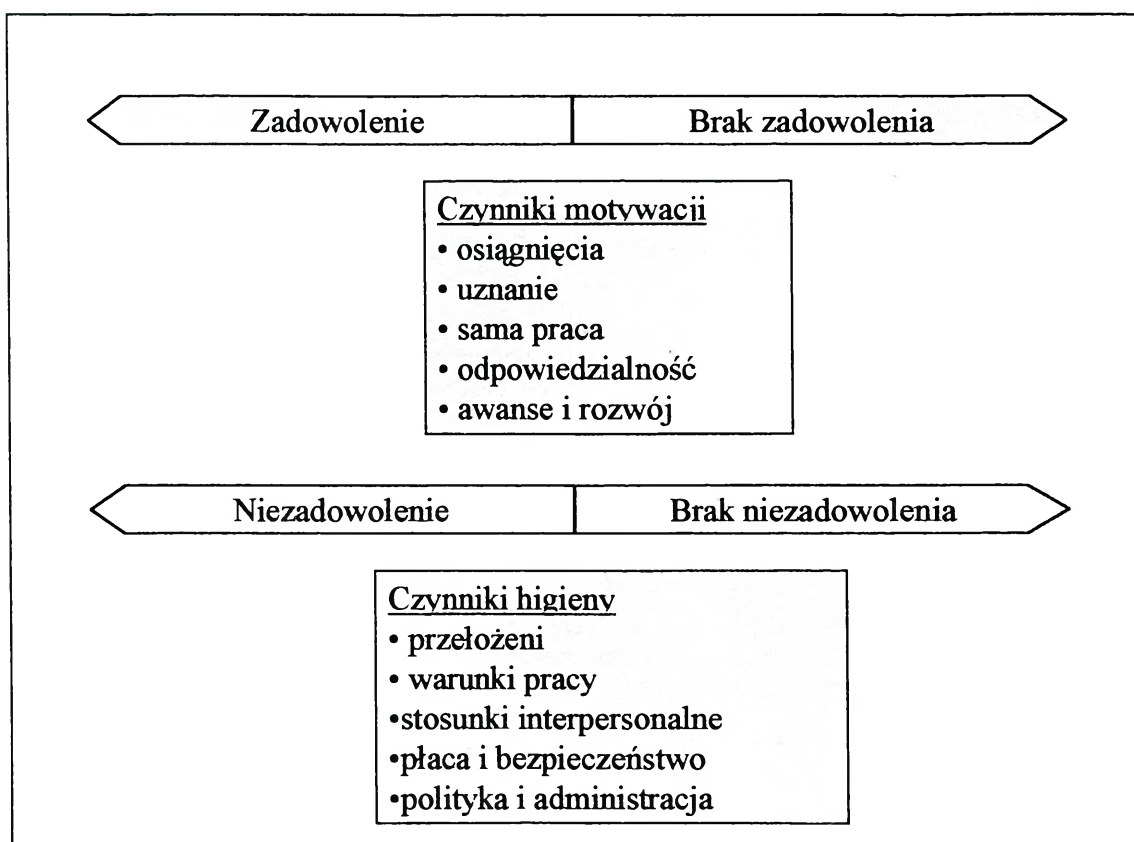 Zadowolenie Brak zadowolenia
Czynniki motywacji
• osiągnięcia
• uznanie
• sama praca
• odpowiedzialność
• awanse i rozwój
Niezadowolenie Brak niezadowolenia
Czynniki higieny
• przełożeni
• warunki pracy
•stosunki interpersonalne
•płaca i bezpieczeństwo
•polityka i administracja